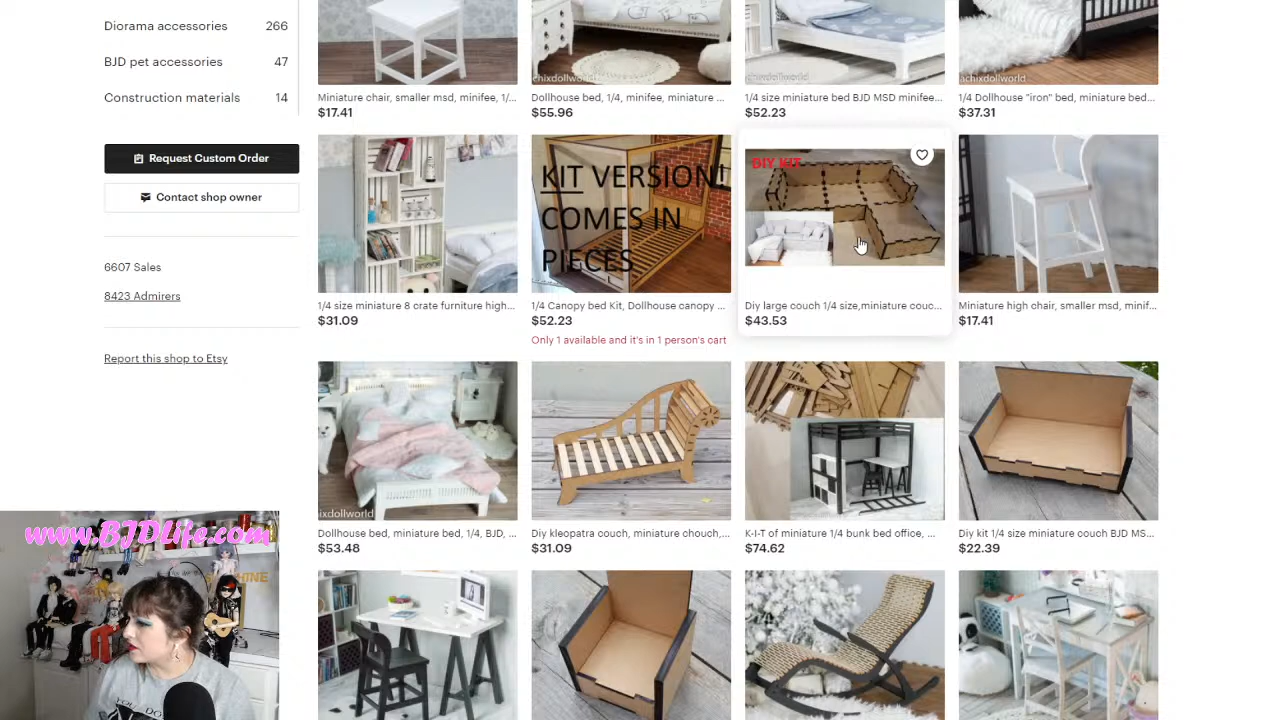 Diorama accessories 266
BJD pet accessories 47
Construction materials 14
Request Custom Order
Contact shop owner
6607 Sales
8423 Admirers
Report this shop to Etsy
achixdollworld
achixdollworld
achixdollworld
Miniature chair, smaller msd, minifee, 1/...
$17.41
Dollhouse bed, 1/4, minifee, miniature ...
$55.96
1/4 size miniature bed BJD MSD minifee...
$52.23
1/4 Dollhouse "iron" bed, miniature bed...
$37.31
KIT VERSION!
COMES IN
PIECES
DIY KIT
1/4 size miniature 8 crate furniture high...
$31.09
1/4 Canopy bed Kit, Dollhouse canopy ...
$52.23
Only 1 available and it's in 1 person's cart
Diy large couch 1/4 size,miniature couc...
$43.53
Miniature high chair, smaller msd, minif...
$17.41
ixdollworld
Dollhouse bed, miniature bed, 1/4, BJD, ...
$53.48
Diy kleopatra couch, miniature chouch,...
$31.09
K-I-T of miniature 1/4 bunk bed office, ...
$74.62
Diy kit 1/4 size miniature couch BJD MS...
$22.39
www.BJDLife.com